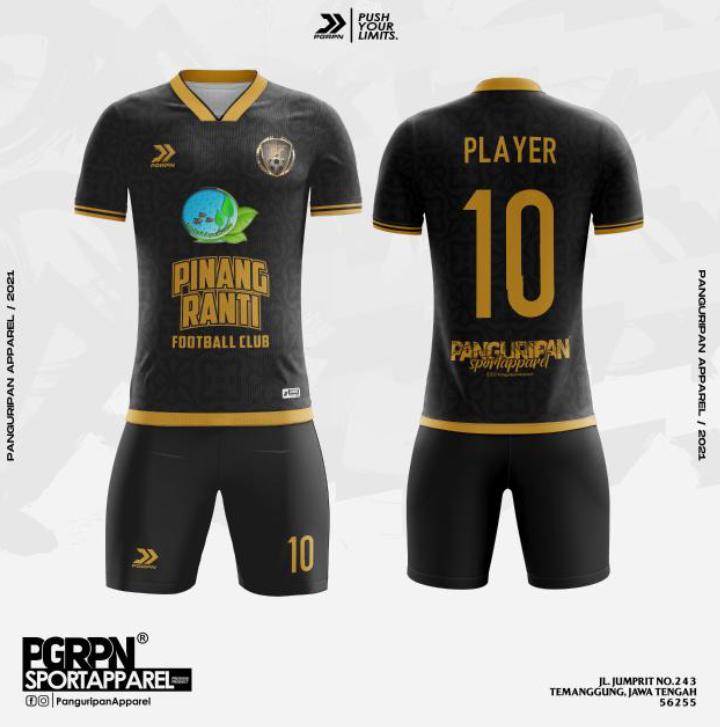 PGRPN
PUSH
YOUR
LIMITS.
PGRPN
PINANG
RANTI
FOOTBALL CLUB
PGRPN
10
PLAYER
10
PANGURIPAN
sportapparel
PANGURIPAN APPAREL / 2021
PANGURIPAN APPAREL / 2021
PGRPN®
SPORTAPPAREL
PanguripanApparel
JL. JUMPRIT NO.243
TEMANGGUNG, JAWA TENGAH
56255